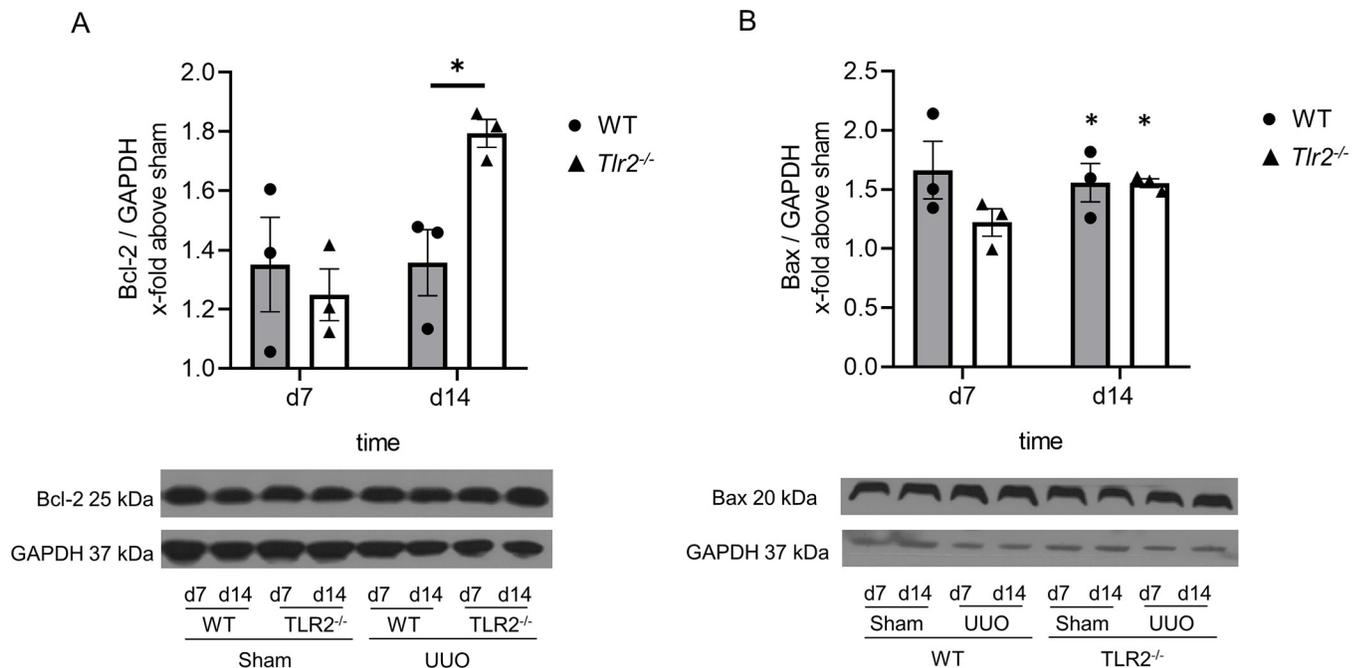 A
Bcl-2 / GAPDH
x-fold above sham
2.0
1.8
1.6
1.4
1.2
1.0
*
WT
Tlr2-/-
d7 d14
time
Bcl-2 25 kDa
GAPDH 37 kDa
d7 d14 d7 d14 d7 d14 d7 d14
WT TLR2-/- WT TLR2-/-
Sham UUO
B
Bax / GAPDH
x-fold above sham
2.5
2.0
1.5
1.0
0.5
0.0
* *
WT
Tlr2-/-
d7 d14
time
Bax 20 kDa
GAPDH 37 kDa
d7 d14 d7 d14 d7 d14 d7 d14
Sham UUO Sham UUO
WT TLR2-/-